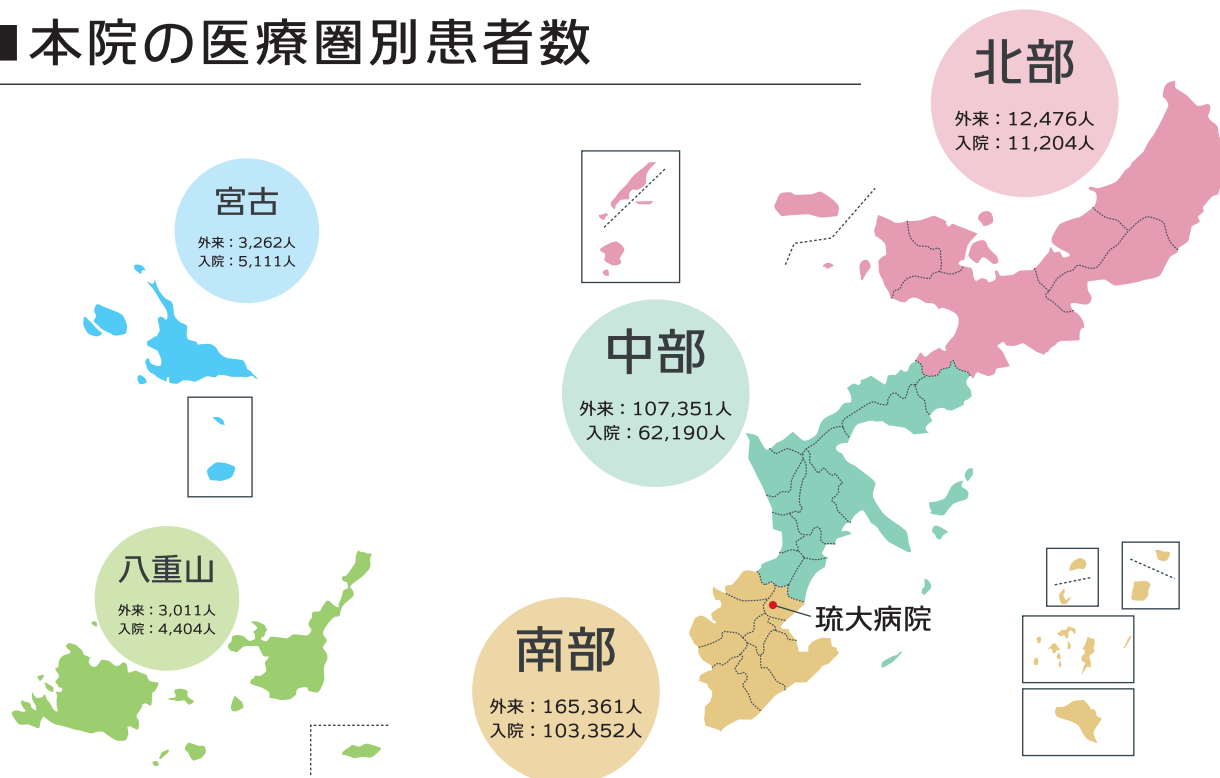 ■本院の医療圏別患者数
北部
外来：12,476人
入院：11,204人
宮古
外来：3,262人
入院：5,111人
中部
外来：107,351人
入院：62,190人
八重山
外来：3,011人
入院：4,404人
琉大病院
南部
外来：165,361人
入院：103,352人